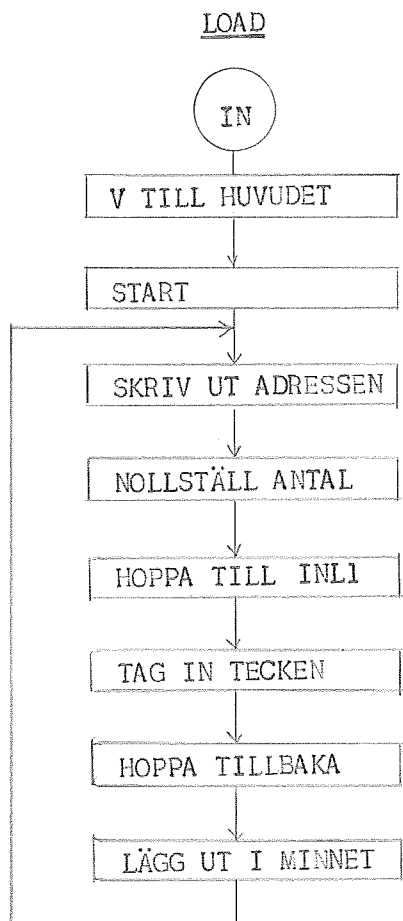 LOAD
IN
V TILL HUVUDET
START
SKRIV UT ADRESSEN
NOLLSTÄLL ANTAL
HOPPA TILL INL1
TAG IN TECKEN
HOPPA TILLBAKA
LÄGG UT I MINNET